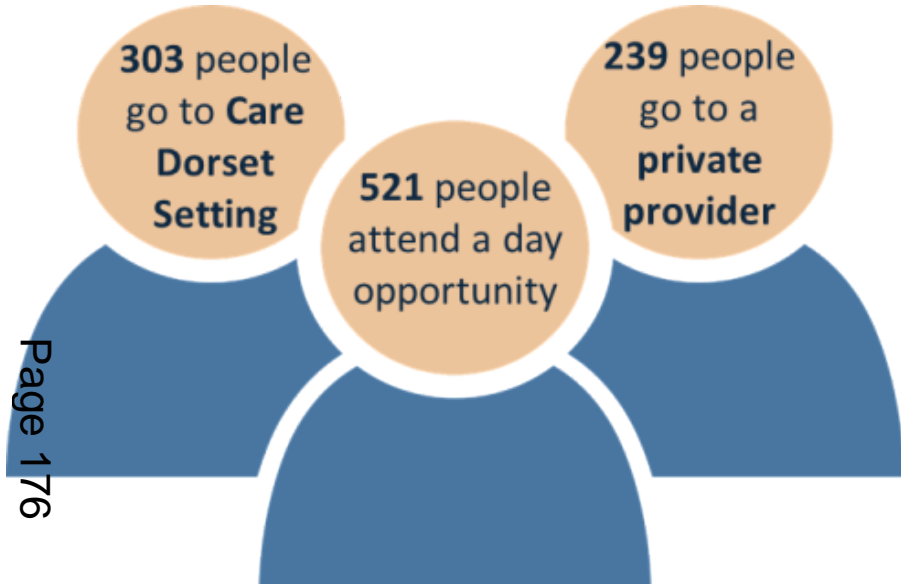 303 people
go to Care
Dorset
Setting
521 people
attend a day
opportunity
239 people
go to a
private
provider
Page 176